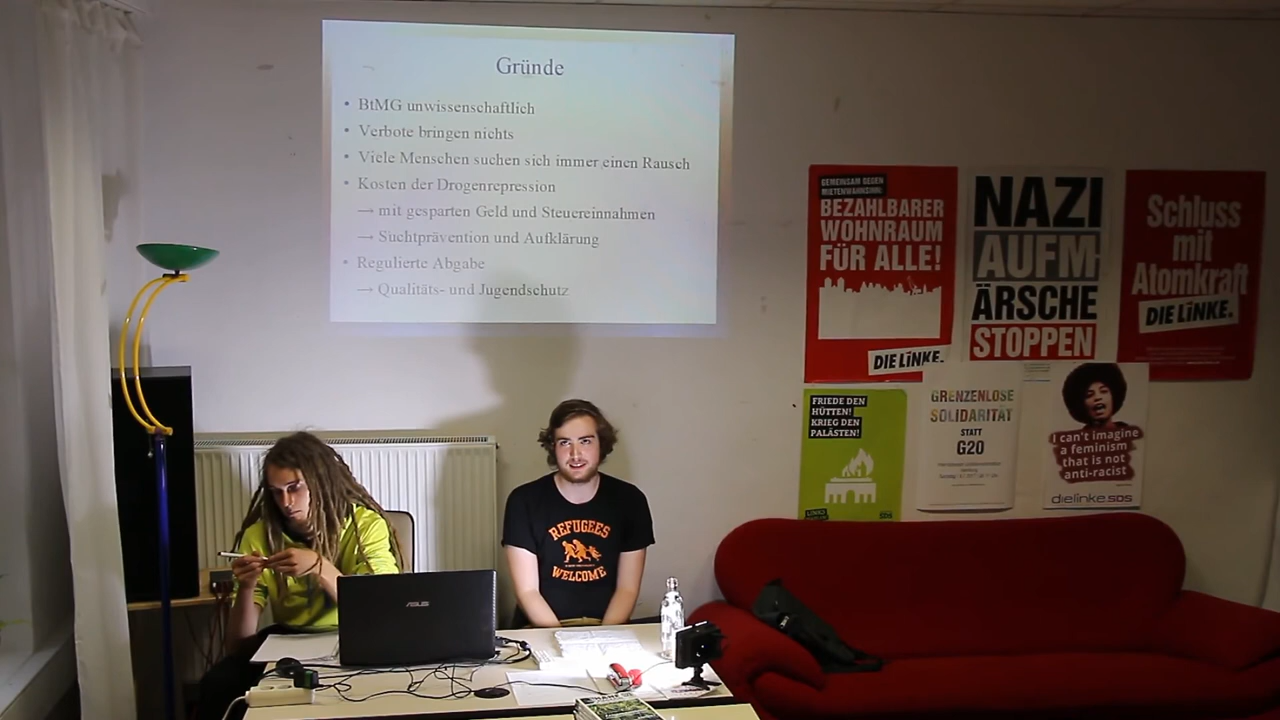 Gründe
• BtMG unwissenschaftlich
• Verbote bringen nichts
• Viele Menschen suchen sich immer einen Rausch
• Kosten der Drogenrepression
→ mit gesparten Geld und Steuereinnahmen
→ Suchtprävention und Aufklärung
• Regulierte Abgabe
→ Qualitäts- und Jugendschutz
GEMEINSAM GEGEN
MIETENWAHNSINN:
BEZAHLBARER
WOHNRAUM
FÜR ALLE!
DIE LINKE.
NAZI
AUFM
ÄRSCHE
STOPPEN
Schluss
mit
Atomkraft
DIE LINKE.
FRIEDE DEN
HÜTTEN!
KRIEG DEN
PALÄSTEN!
SDS
GRENZENLOSE
SOLIDARITÄT
STATT
G20
I can't imagine
a feminism
that is not
anti-racist
dielinke.SDS
REFUGEES
WELCOME
ASUS